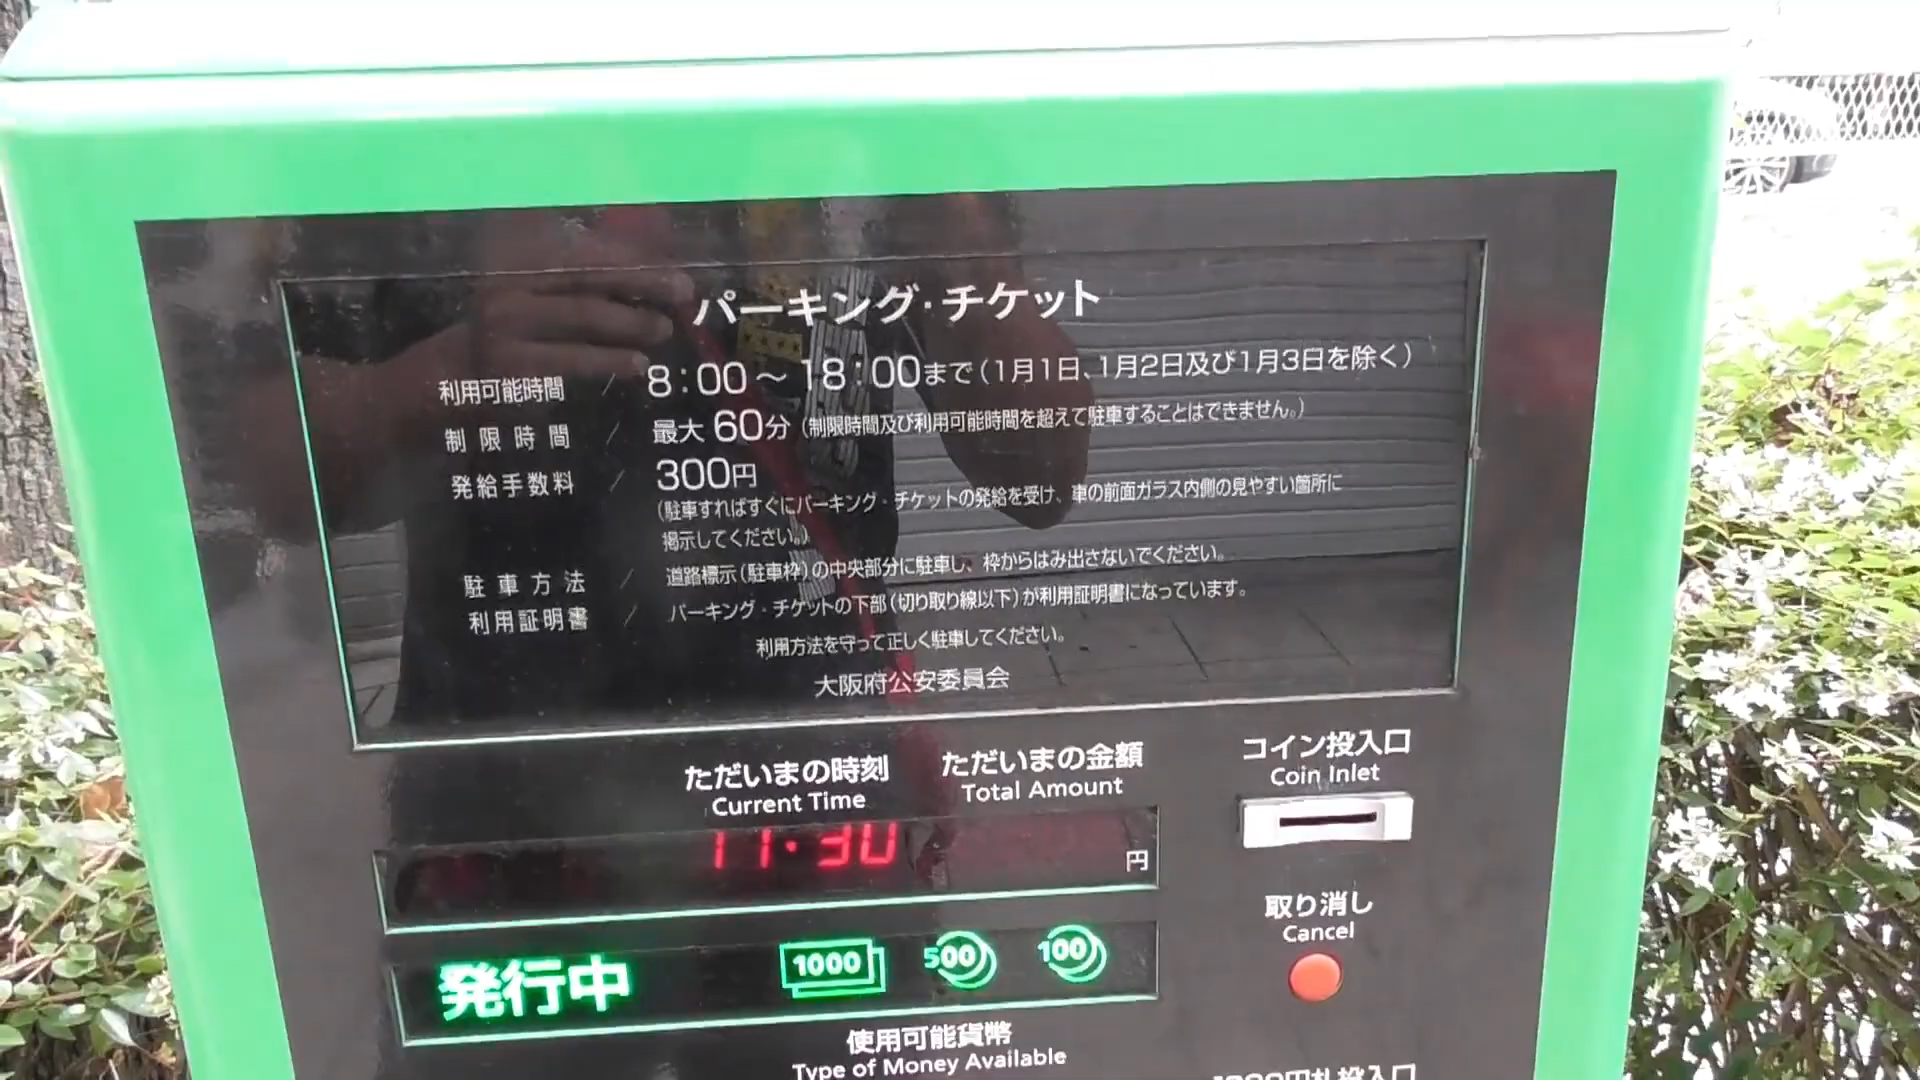 パーキング・チケット
利用可能時間 / 8:00～18:00まで(1月1日、1月2日及び1月3日を除く)
制限時間 / 最大60分(制限時間及び利用可能時間を超えて駐車することはできません。)
発給手数料 / 300円
(駐車すればすぐにパーキング・チケットの発給を受け、車の前面ガラス内側の見やすい箇所に
掲示してください。)
駐車方法 / 道路標示(駐車枠)の中央部分に駐車し、枠からはみ出さないでください。
利用証明書 / パーキング・チケットの下部(切り取り線以下)が利用証明書になっています。
利用方法を守って正しく駐車してください。
大阪府公安委員会
ただいまの時刻
Current Time
ただいまの金額
Total Amount
コイン投入口
Coin Inlet
11:30
円
取り消し
Cancel
発行中 1000 500 100
使用可能貨幣
Type of Money Available